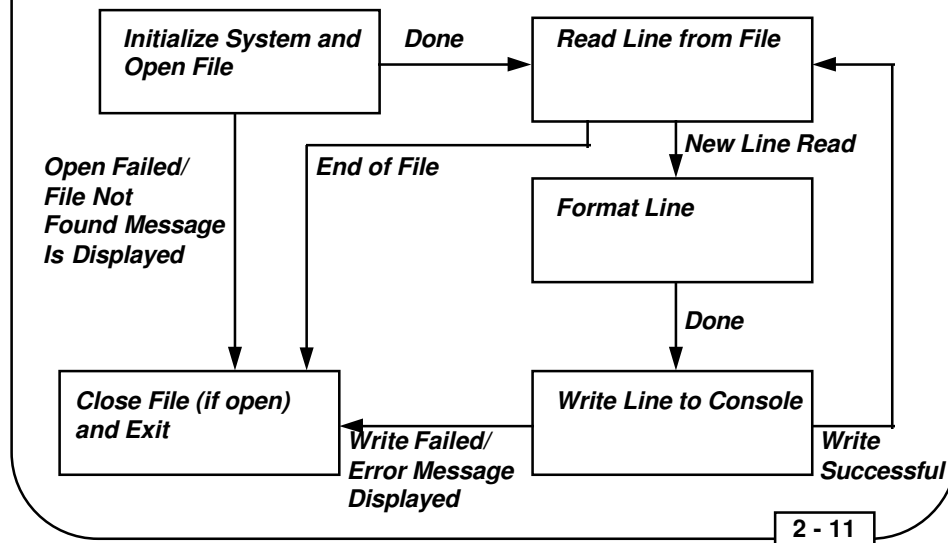 Initialize System and
Open File
Done
Read Line from File
Open Failed/
File Not
Found Message
Is Displayed
End of File
New Line Read
Format Line
Done
Close File (if open)
and Exit
Write Failed/
Error Message
Displayed
Write Line to Console
Write
Successful
2 - 11